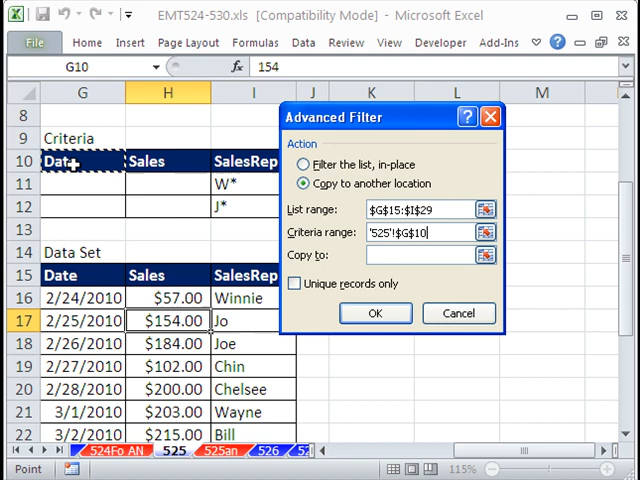 EMT524-530.xls [Compatibility Mode] - Microsoft Excel
File Home Insert Page Layout Formulas Data Review View Developer Add-Ins
G10 fx 154
G H I J K L M
8
9 Criteria
10 Date Sales SalesRep
11 W*
12 J*
13
14 Data Set
15 Date Sales SalesRep
16 2/24/2010 $57.00 Winnie
17 2/25/2010 $154.00 Jo
18 2/26/2010 $184.00 Joe
19 2/27/2010 $102.00 Chin
20 2/28/2010 $200.00 Chelsee
21 3/1/2010 $203.00 Wayne
22 3/2/2010 $215.00 Bill
Advanced Filter
Action
Filter the list, in-place
Copy to another location
List range: $G$15:$I$29
Criteria range: '525'!$G$10
Copy to:
Unique records only
OK Cancel
524Fo AN 525 525an 526 52
Point 115%